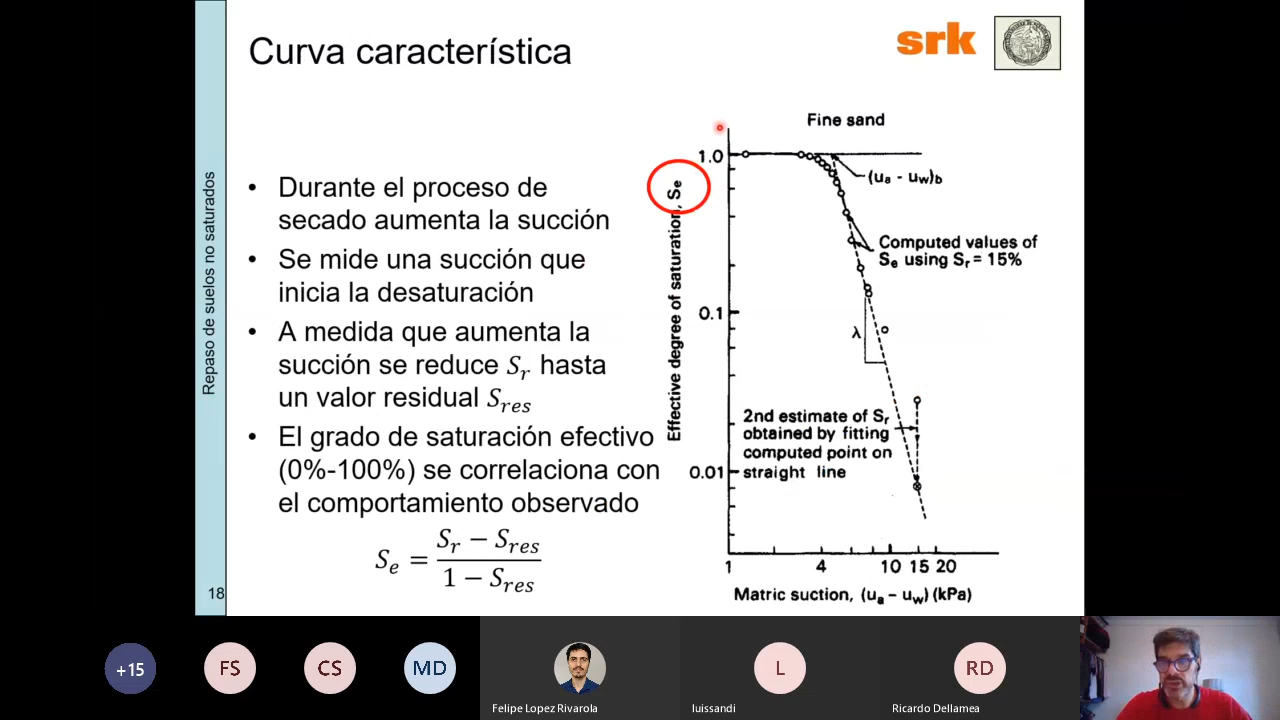 Curva característica
srk
Repaso de suelos no saturados
• Durante el proceso de
secado aumenta la succión
• Se mide una succión que
inicia la desaturación
• A medida que aumenta la
succión se reduce Sᵣ hasta
un valor residual Sᵣₑₛ
• El grado de saturación efectivo
(0%-100%) se correlaciona con
el comportamiento observado
Sₑ = (Sᵣ − Sᵣₑₛ) / (1 − Sᵣₑₛ)
18
Fine sand
1.0
0.1
0.01
Effective degree of saturation, Sₑ
(uₐ - u_w)_b
Computed values of
Sₑ using Sᵣ = 15%
λ
2nd estimate of Sᵣ
obtained by fitting
computed point on
straight line
1 4 10 15 20
Matric suction, (uₐ - u_w) (kPa)
+15
FS
CS
MD
Felipe Lopez Rivarola
L
luissandi
RD
Ricardo Dellamea